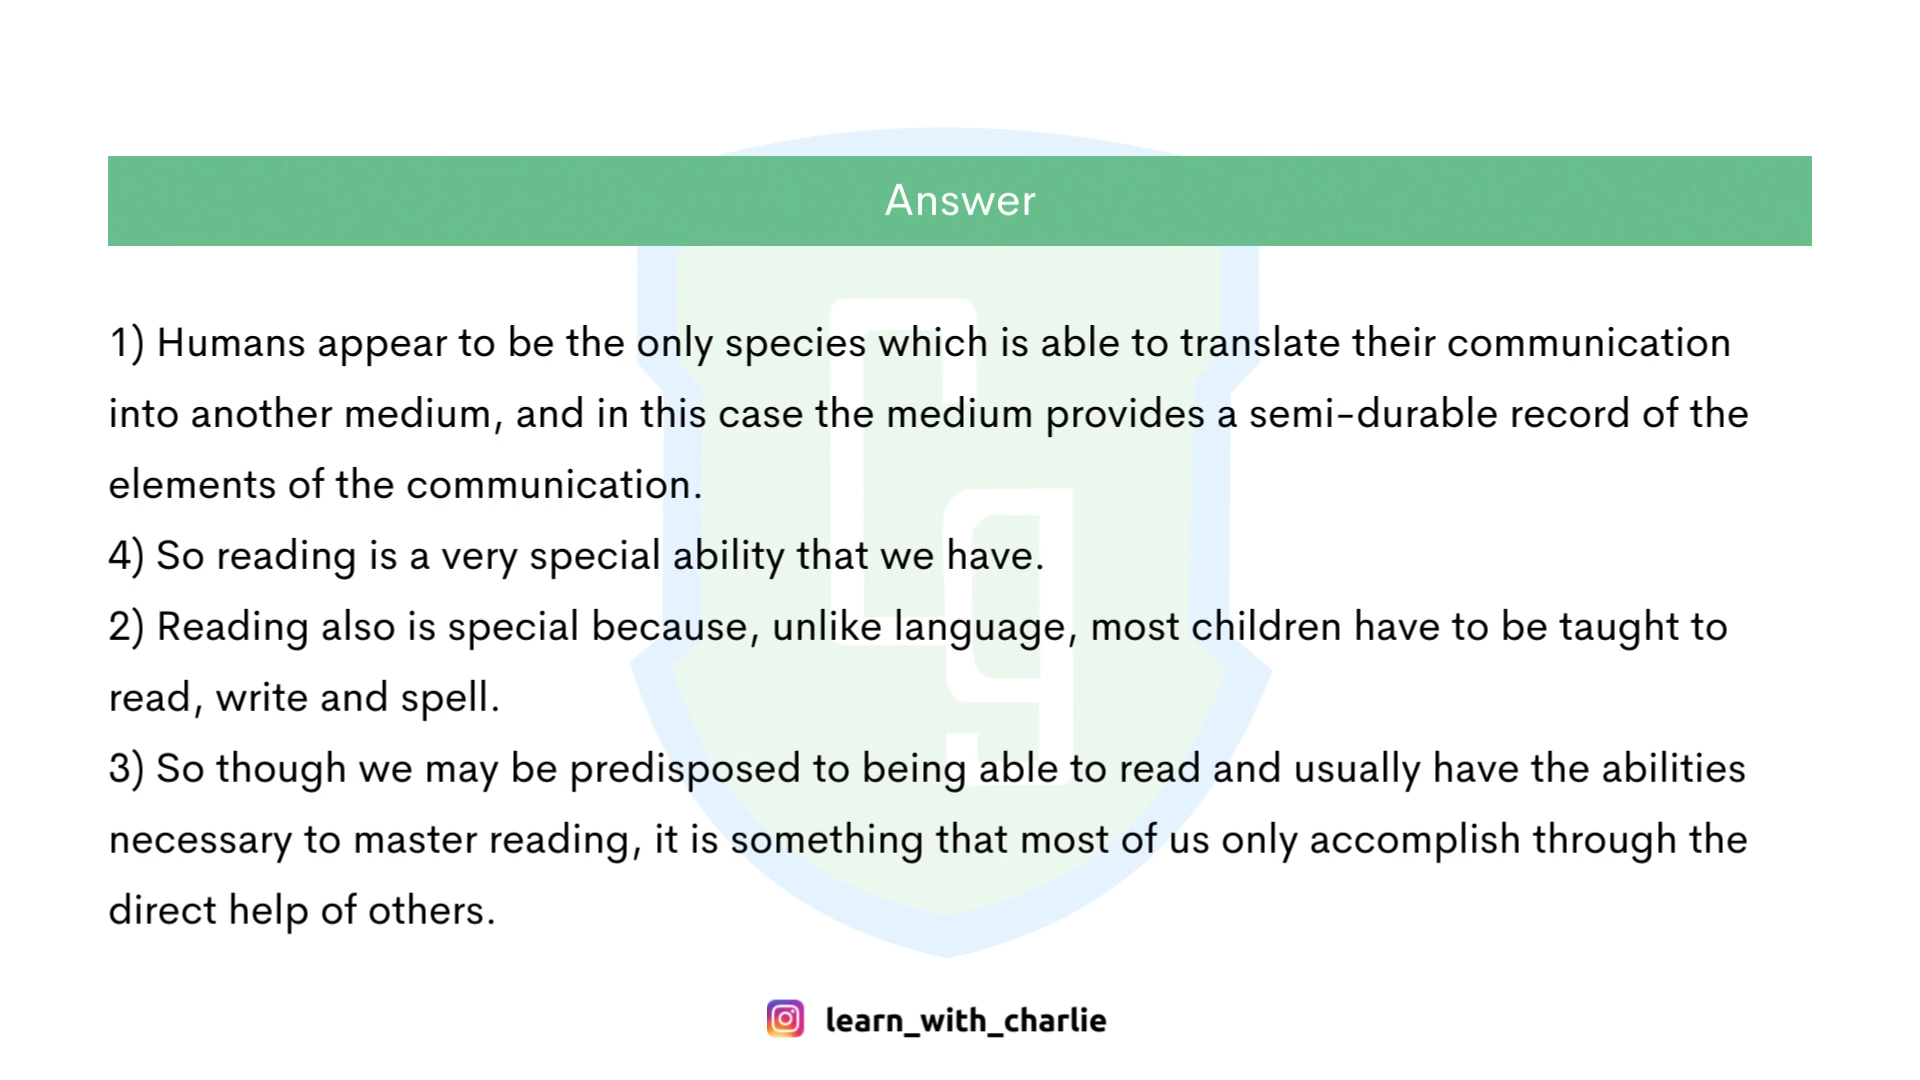 Answer
1) Humans appear to be the only species which is able to translate their communication
into another medium, and in this case the medium provides a semi-durable record of the
elements of the communication.
4) So reading is a very special ability that we have.
2) Reading also is special because, unlike language, most children have to be taught to
read, write and spell.
3) So though we may be predisposed to being able to read and usually have the abilities
necessary to master reading, it is something that most of us only accomplish through the
direct help of others.
learn_with_charlie